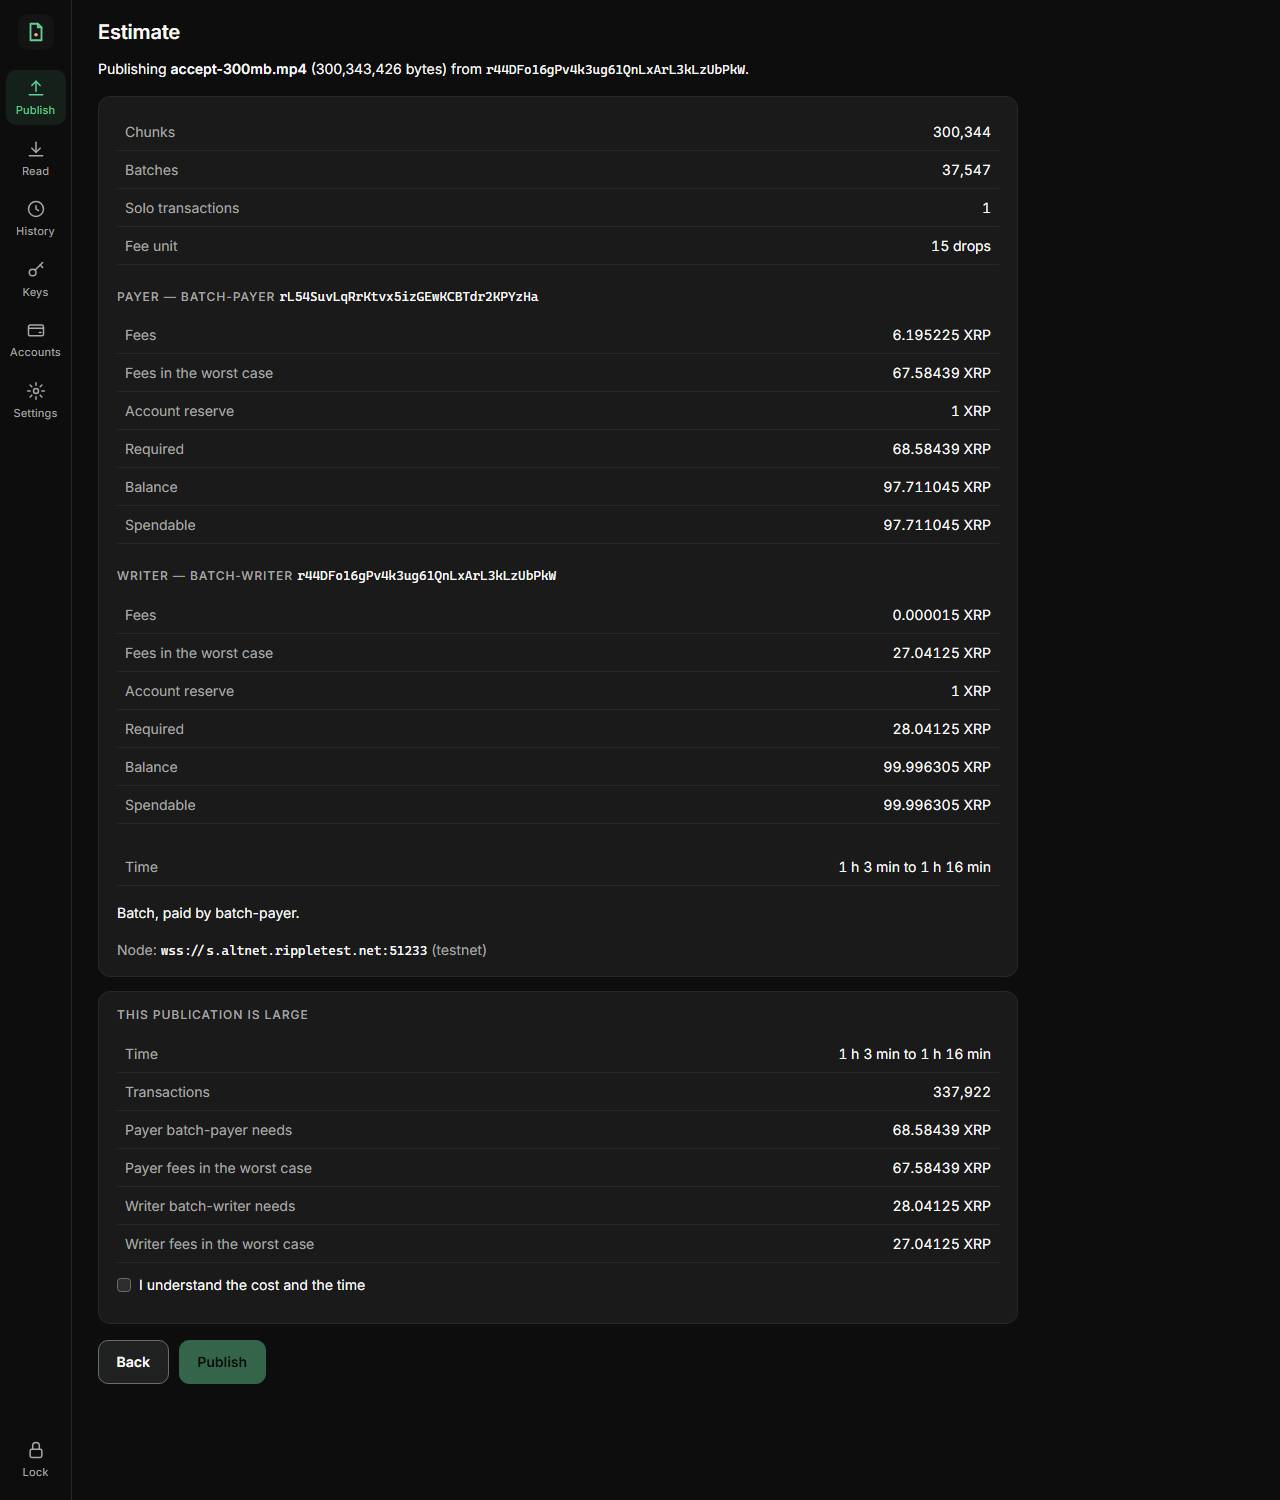 Publish
Read
History
Keys
Accounts
Settings
Lock
Estimate
Publishing accept-300mb.mp4 (300,343,426 bytes) from r44DFo16gPv4k3ug61QnLxArL3kLzUbPkW.
Chunks 300,344
Batches 37,547
Solo transactions 1
Fee unit 15 drops
PAYER — BATCH-PAYER rL54SuvLqRrKtvx5izGEwKCBTdr2KPYzHa
Fees 6.195225 XRP
Fees in the worst case 67.58439 XRP
Account reserve 1 XRP
Required 68.58439 XRP
Balance 97.711045 XRP
Spendable 97.711045 XRP
WRITER — BATCH-WRITER r44DFo16gPv4k3ug61QnLxArL3kLzUbPkW
Fees 0.000015 XRP
Fees in the worst case 27.04125 XRP
Account reserve 1 XRP
Required 28.04125 XRP
Balance 99.996305 XRP
Spendable 99.996305 XRP
Time 1 h 3 min to 1 h 16 min
Batch, paid by batch-payer.
Node: wss://s.altnet.rippletest.net:51233 (testnet)
THIS PUBLICATION IS LARGE
Time 1 h 3 min to 1 h 16 min
Transactions 337,922
Payer batch-payer needs 68.58439 XRP
Payer fees in the worst case 67.58439 XRP
Writer batch-writer needs 28.04125 XRP
Writer fees in the worst case 27.04125 XRP
I understand the cost and the time
Back Publish